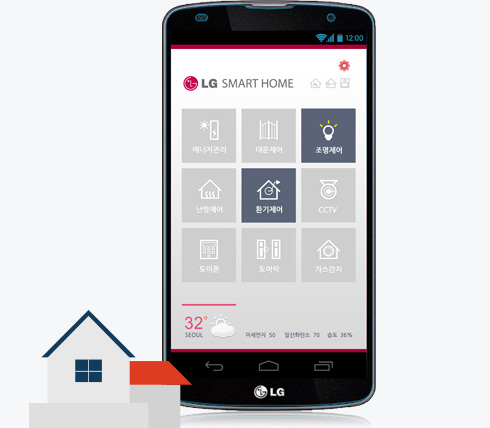 12:00
LG SMART HOME
에너지관리 대문제어 조명제어
난방제어 환기제어 CCTV
도어폰 도어락 가스감지
32°
SEOUL 미세먼지 50 일산화탄소 70 습도 36%
LG